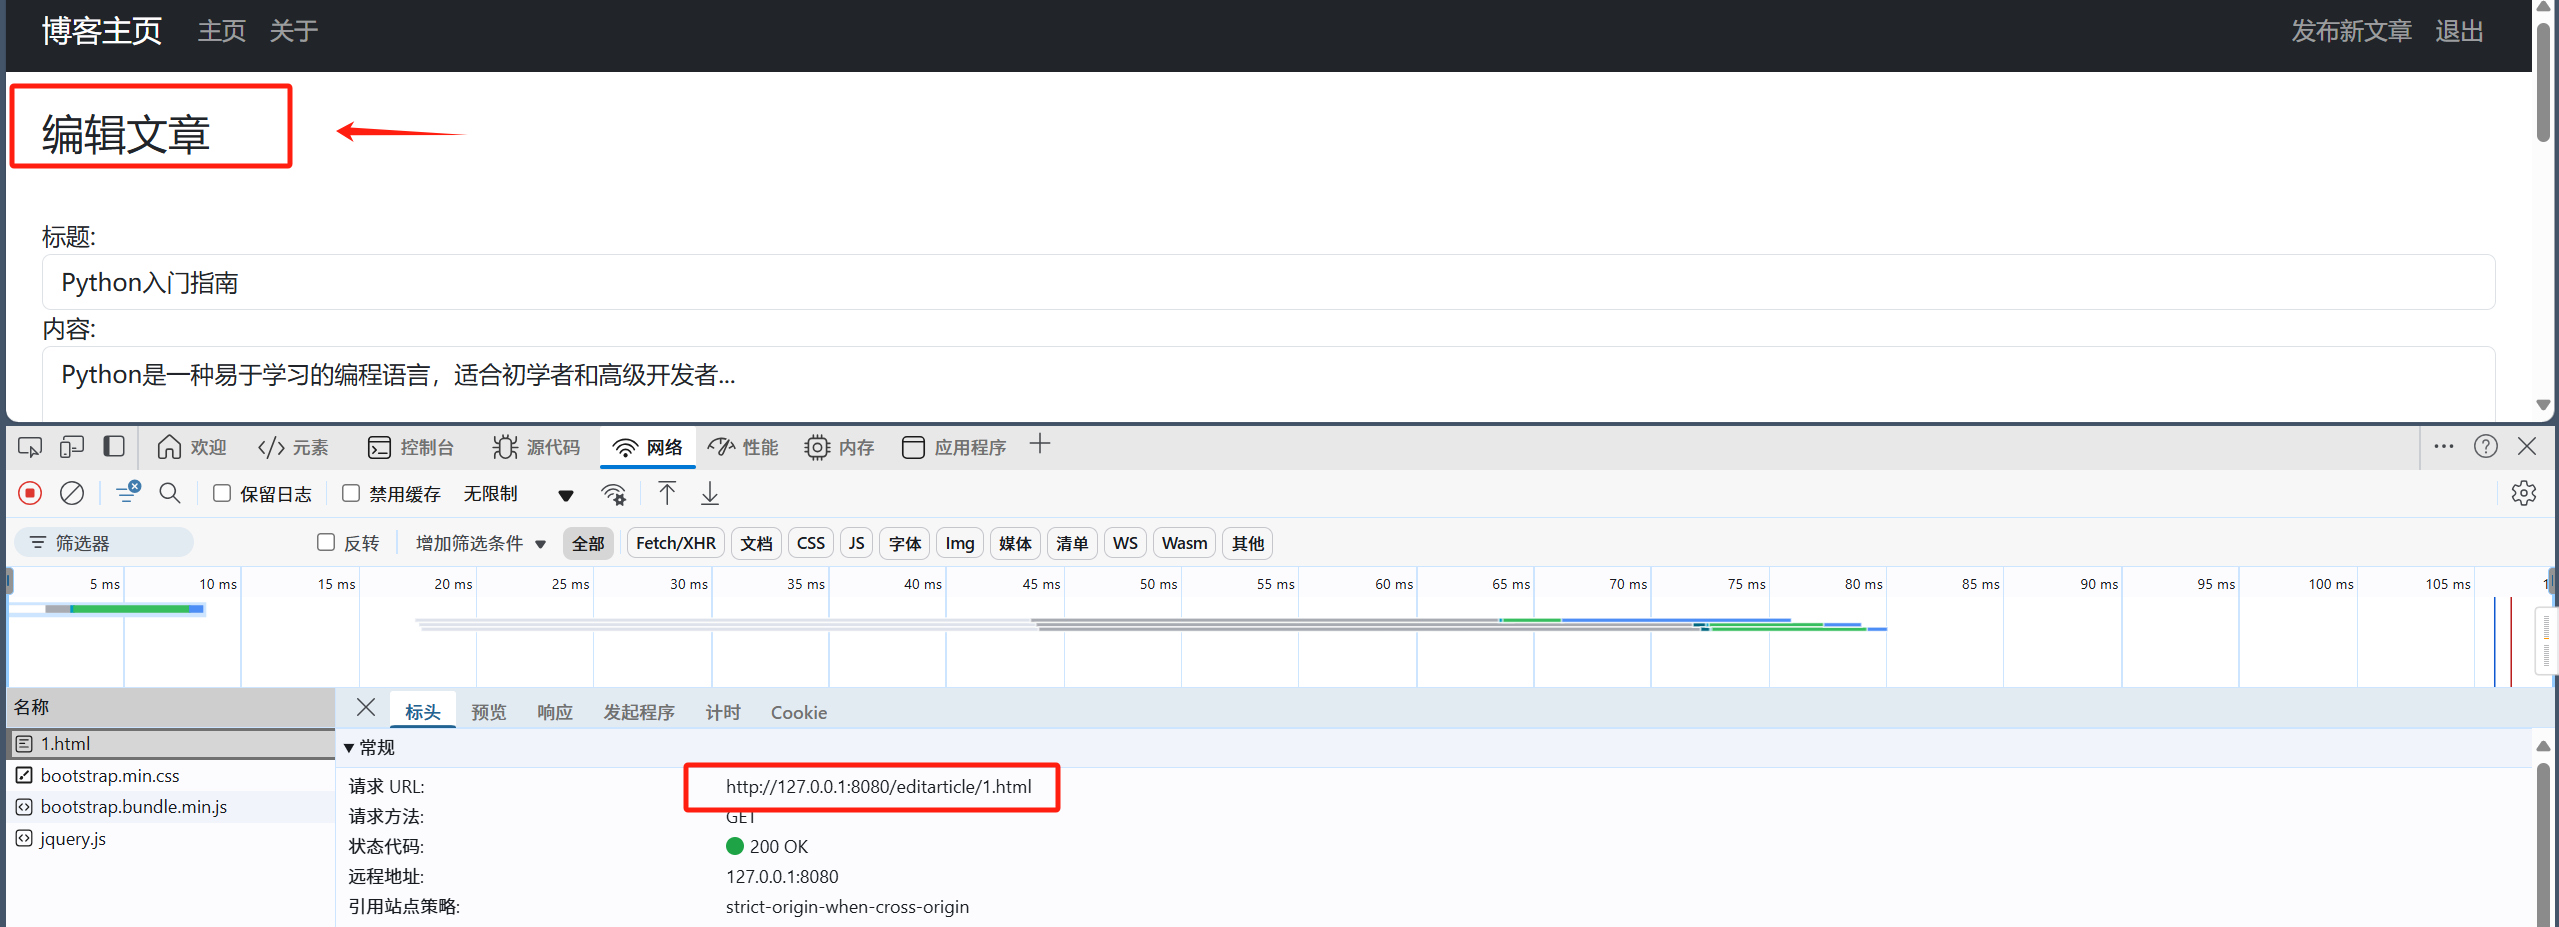 博客主页 主页 关于 发布新文章 退出
编辑文章
标题:
Python入门指南
内容:
Python是一种易于学习的编程语言，适合初学者和高级开发者...
欢迎 元素 控制台 源代码 网络 性能 内存 应用程序
保留日志 禁用缓存 无限制
筛选器 反转 增加筛选条件 全部 Fetch/XHR 文档 CSS JS 字体 Img 媒体 清单 WS Wasm 其他
5 ms 10 ms 15 ms 20 ms 25 ms 30 ms 35 ms 40 ms 45 ms 50 ms 55 ms 60 ms 65 ms 70 ms 75 ms 80 ms 85 ms 90 ms 95 ms 100 ms 105 ms
名称 标头 预览 响应 发起程序 计时 Cookie
1.html
bootstrap.min.css
bootstrap.bundle.min.js
jquery.js
常规
请求 URL: http://127.0.0.1:8080/editarticle/1.html
请求方法: GET
状态代码: 200 OK
远程地址: 127.0.0.1:8080
引用站点策略: strict-origin-when-cross-origin